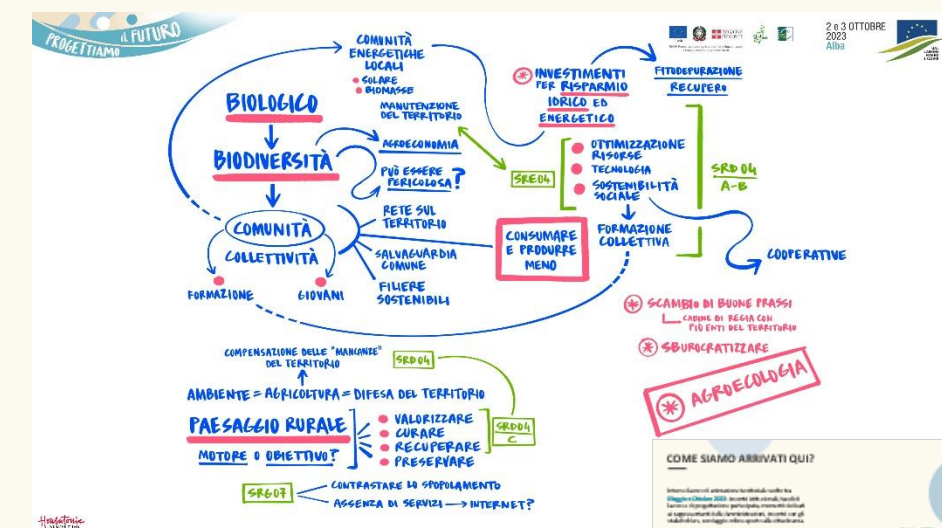 PROGETTIAMO IL FUTURO
2 e 3 OTTOBRE
2023
Alba
COMUNITÀ
ENERGETICHE
LOCALI
SOLARE
BIOMASSE
MANUTENZIONE
DEL TERRITORIO
INVESTIMENTI
PER RISPARMIO
IDRICO ED
ENERGETICO
FITODEPURAZIONE
RECUPERO
BIOLOGICO
BIODIVERSITÀ
AGROECONOMIA
PUÒ ESSERE
PERICOLOSA?
SRE04
OTTIMIZZAZIONE
RISORSE
TECNOLOGIA
SOSTENIBILITÀ
SOCIALE
SRD04
A-B
COMUNITÀ
COLLETTIVITÀ
FORMAZIONE
GIOVANI
RETE SUL
TERRITORIO
SALVAGUARDIA
COMUNE
FILIERE
SOSTENIBILI
CONSUMARE
E PRODURRE
MENO
FORMAZIONE
COLLETTIVA
COOPERATIVE
SCAMBIO DI BUONE PRASSI
CABINE DI REGIA CON
PIÙ ENTI DEL TERRITORIO
SBUROCRATIZZARE
AGROECOLOGIA
COMPENSAZIONE DELLE "MANCANZE"
DEL TERRITORIO
SRD04
AMBIENTE = AGRICOLTURA = DIFESA DEL TERRITORIO
PAESAGGIO RURALE
MOTORE O OBIETTIVO?
VALORIZZARE
CURARE
RECUPERARE
PRESERVARE
SRD04
C
SRG07
CONTRASTARE LO SPOPOLAMENTO
ASSENZA DI SERVIZI → INTERNET?
COME SIAMO ARRIVATI QUI?